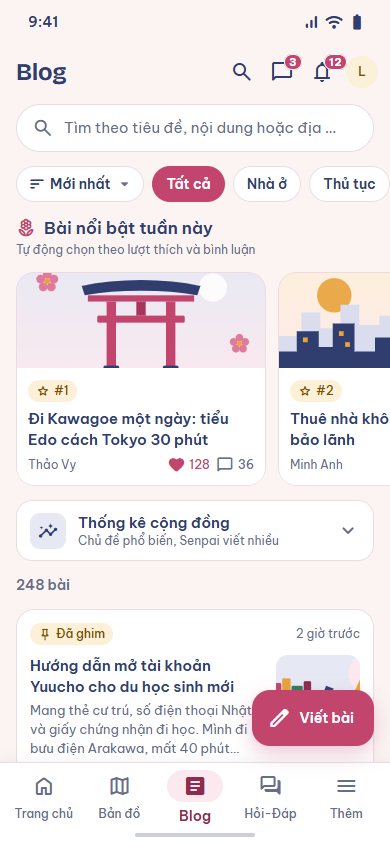 9:41
Blog
3
12
L
Tìm theo tiêu đề, nội dung hoặc địa ...
Mới nhất
Tất cả
Nhà ở
Thủ tục
Bài nổi bật tuần này
Tự động chọn theo lượt thích và bình luận
#1
Đi Kawagoe một ngày: tiểu
Edo cách Tokyo 30 phút
Thảo Vy
128
36
#2
Thuê nhà khô
bảo lãnh
Minh Anh
Thống kê cộng đồng
Chủ đề phổ biến, Senpai viết nhiều
248 bài
Đã ghim
2 giờ trước
Hướng dẫn mở tài khoản
Yuucho cho du học sinh mới
Mang thẻ cư trú, số điện thoại Nhật
và giấy chứng nhận đi học. Mình đi
bưu điện Arakawa, mất 40 phút...
Viết bài
Trang chủ
Bản đồ
Blog
Hỏi-Đáp
Thêm